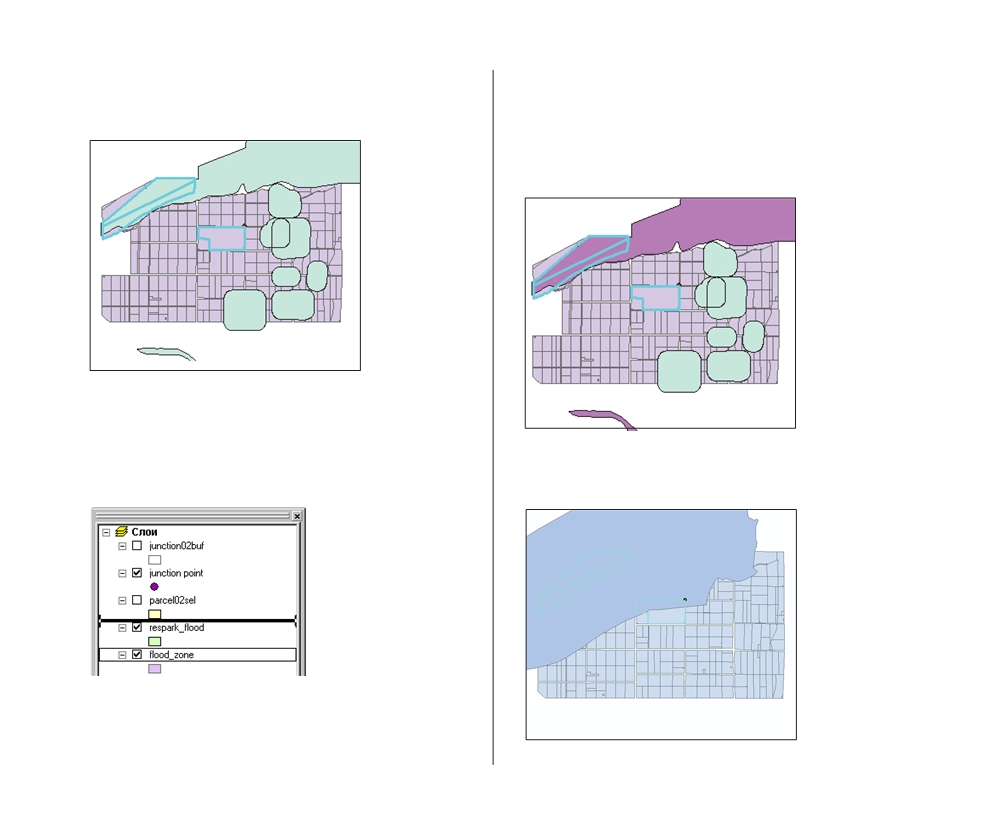 Слои
junction02buf
junction point
parcel02sel
respark_flood
flood_zone